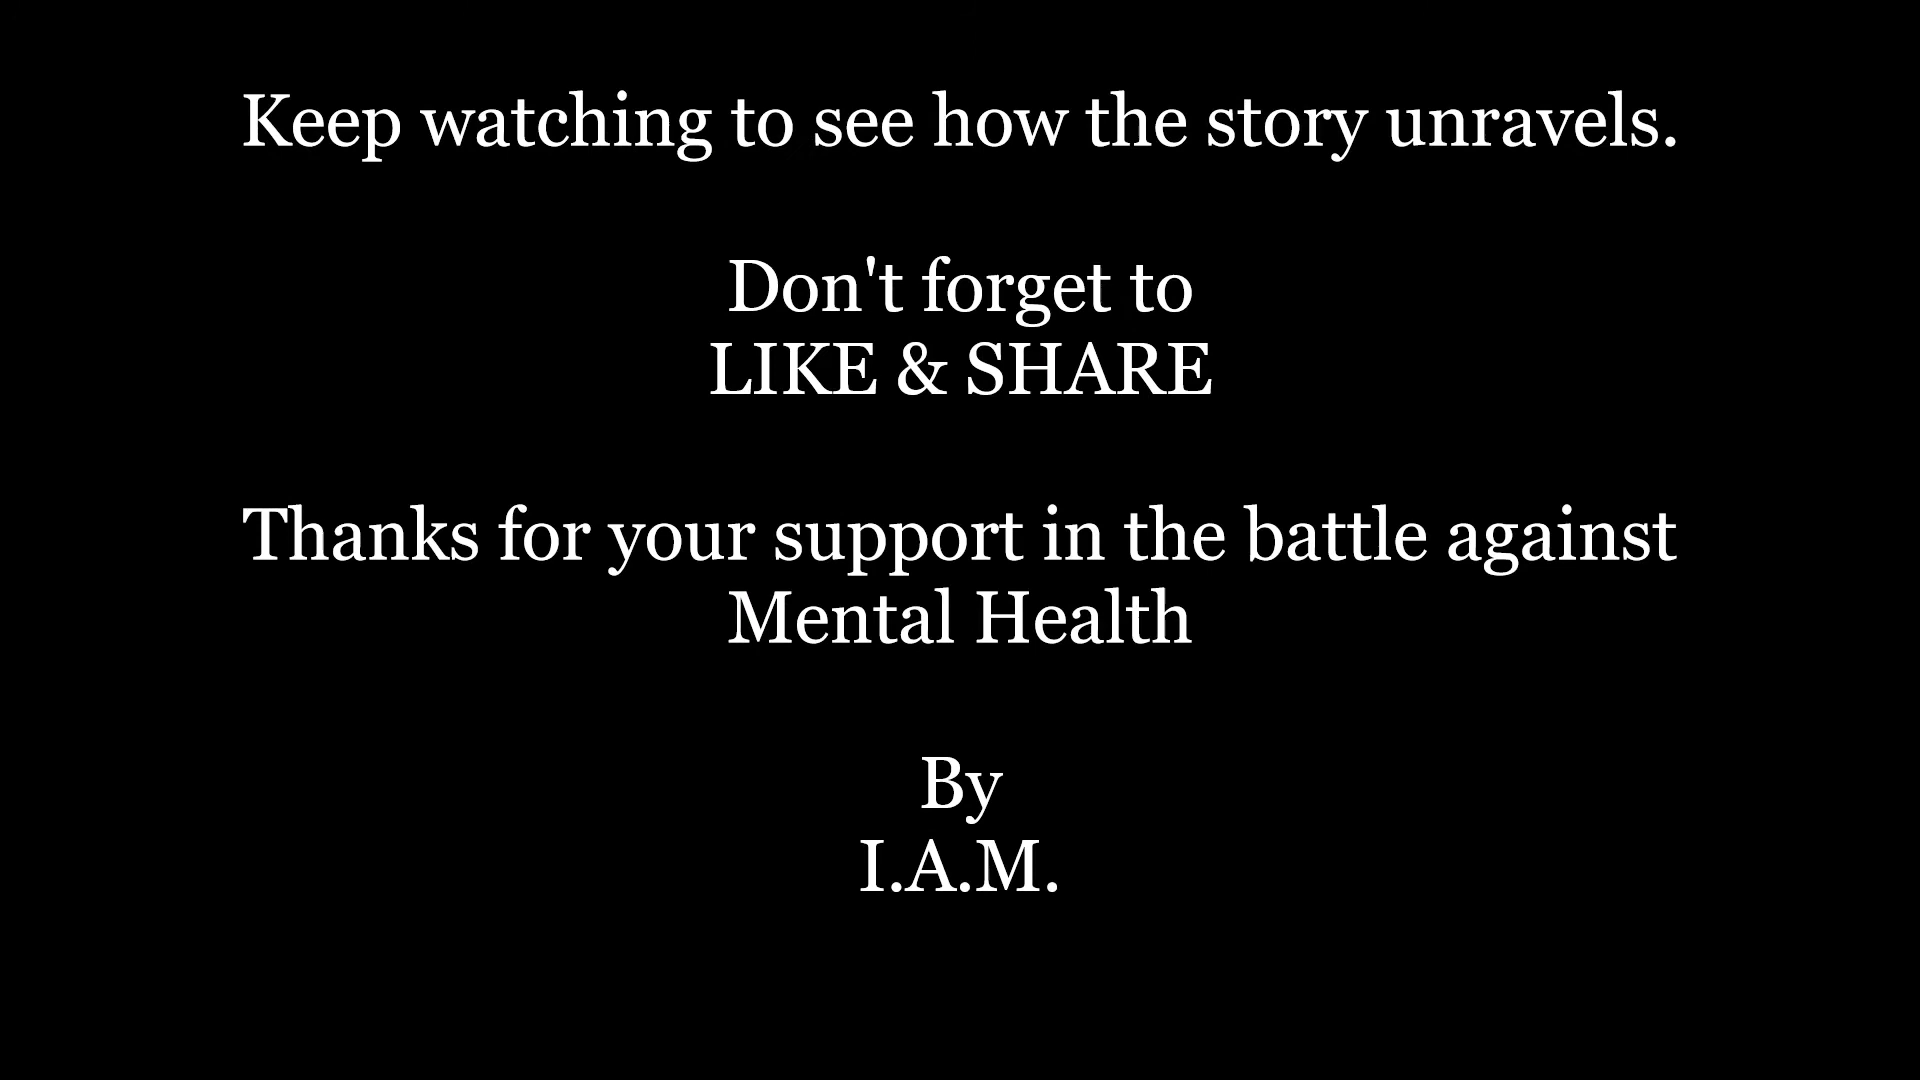 Keep watching to see how the story unravels.
Don't forget to
LIKE & SHARE
Thanks for your support in the battle against
Mental Health
By
I.A.M.